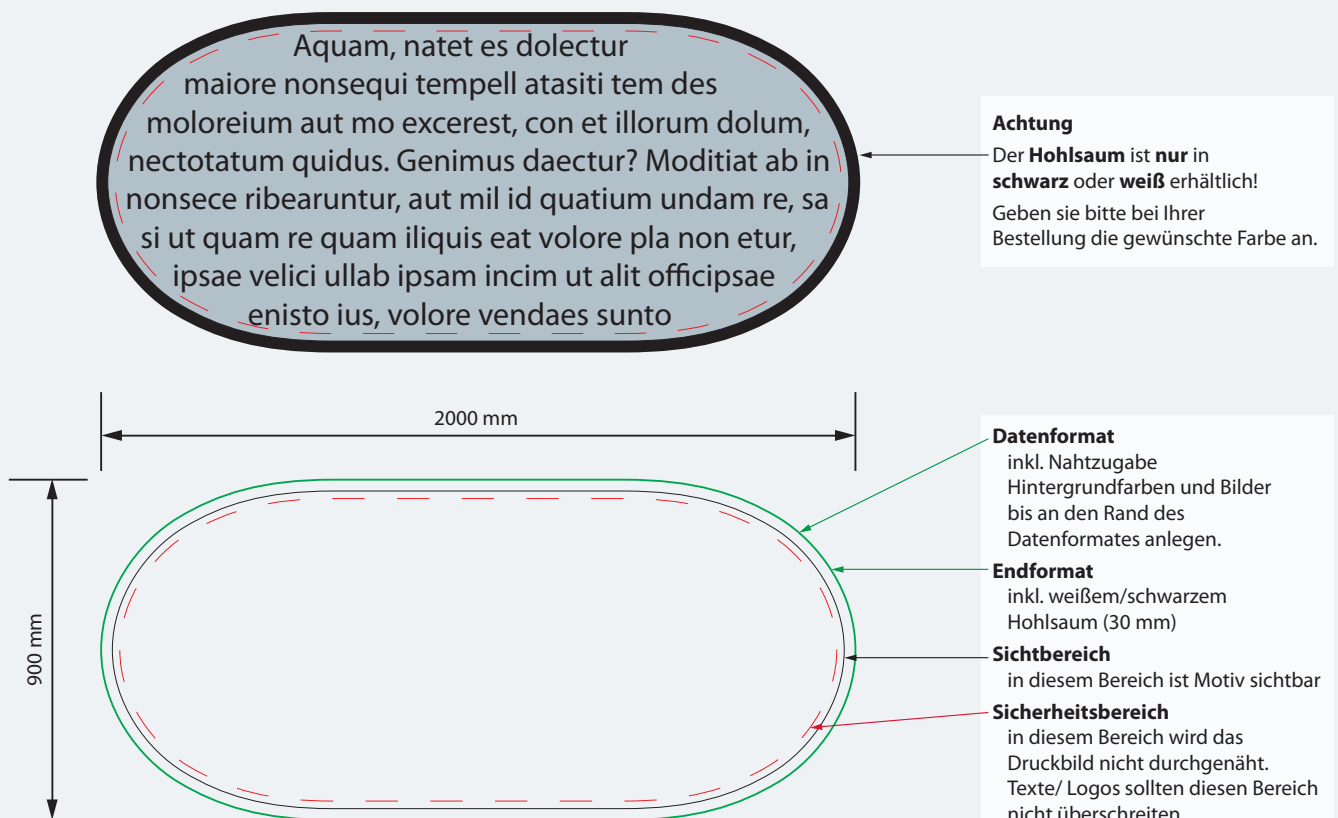 Aquam, natet es dolectur
maiore nonsequi tempell atasiti tem des
moloreium aut mo excerest, con et illorum dolum,
nectotatum quidus. Genimus daectur? Moditiat ab in
nonsece ribearuntur, aut mil id quatium undam re, sa
si ut quam re quam iliquis eat volore pla non etur,
ipsae velici ullab ipsam incim ut alit officipsae
enisto ius, volore vendaes sunto
Achtung
Der Hohlsaum ist nur in
schwarz oder weiß erhältlich!
Geben sie bitte bei Ihrer
Bestellung die gewünschte Farbe an.
2000 mm
900 mm
Datenformat
inkl. Nahtzugabe
Hintergrundfarben und Bilder
bis an den Rand des
Datenformates anlegen.
Endformat
inkl. weißem/schwarzem
Hohlsaum (30 mm)
Sichtbereich
in diesem Bereich ist Motiv sichtbar
Sicherheitsbereich
in diesem Bereich wird das
Druckbild nicht durchgenäht.
Texte/ Logos sollten diesen Bereich
nicht überschreiten